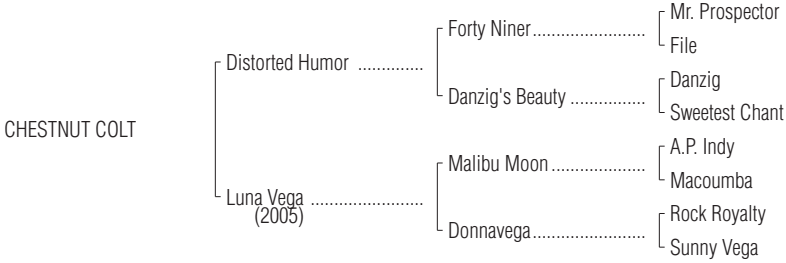 Mr. Prospector
Forty Niner........................
File
Distorted Humor ..............
Danzig
Danzig's Beauty ................
Sweetest Chant
CHESTNUT COLT
A.P. Indy
Malibu Moon....................
Macoumba
Luna Vega ........................
(2005)
Rock Royalty
Donnavega........................
Sunny Vega